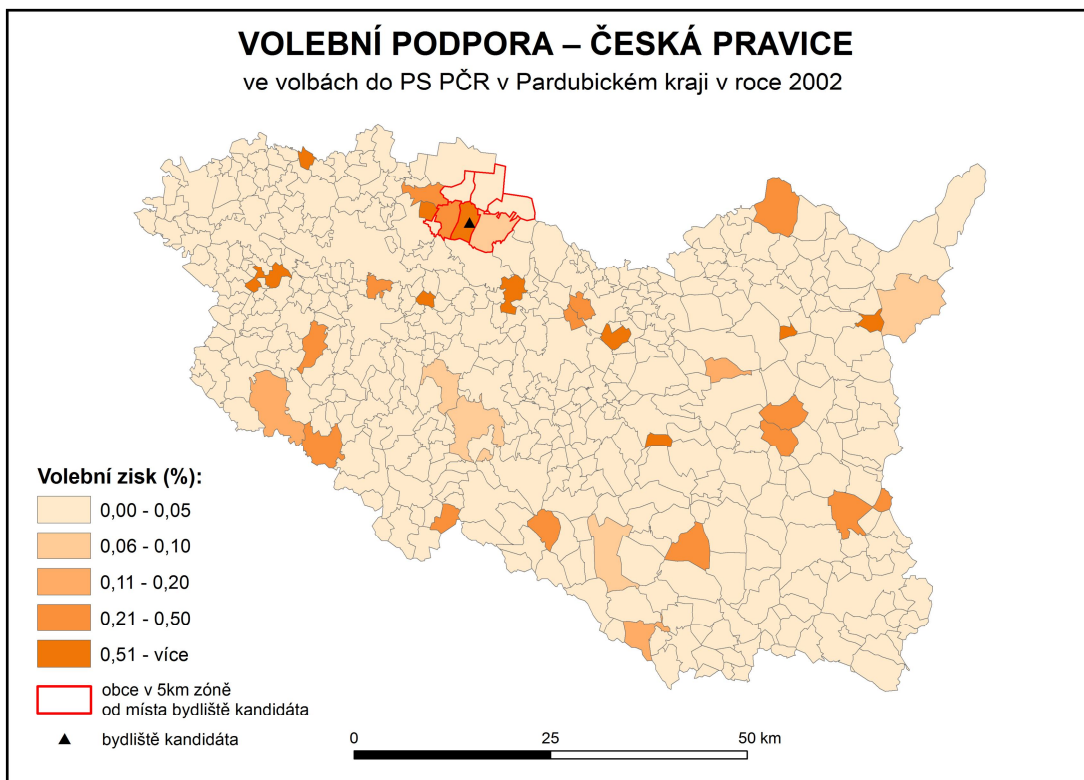 VOLEBNÍ PODPORA – ČESKÁ PRAVICE
ve volbách do PS PČR v Pardubickém kraji v roce 2002
Volební zisk (%):
0,00 - 0,05
0,06 - 0,10
0,11 - 0,20
0,21 - 0,50
0,51 - více
obce v 5km zóně
od místa bydliště kandidáta
bydliště kandidáta
0 25 50 km